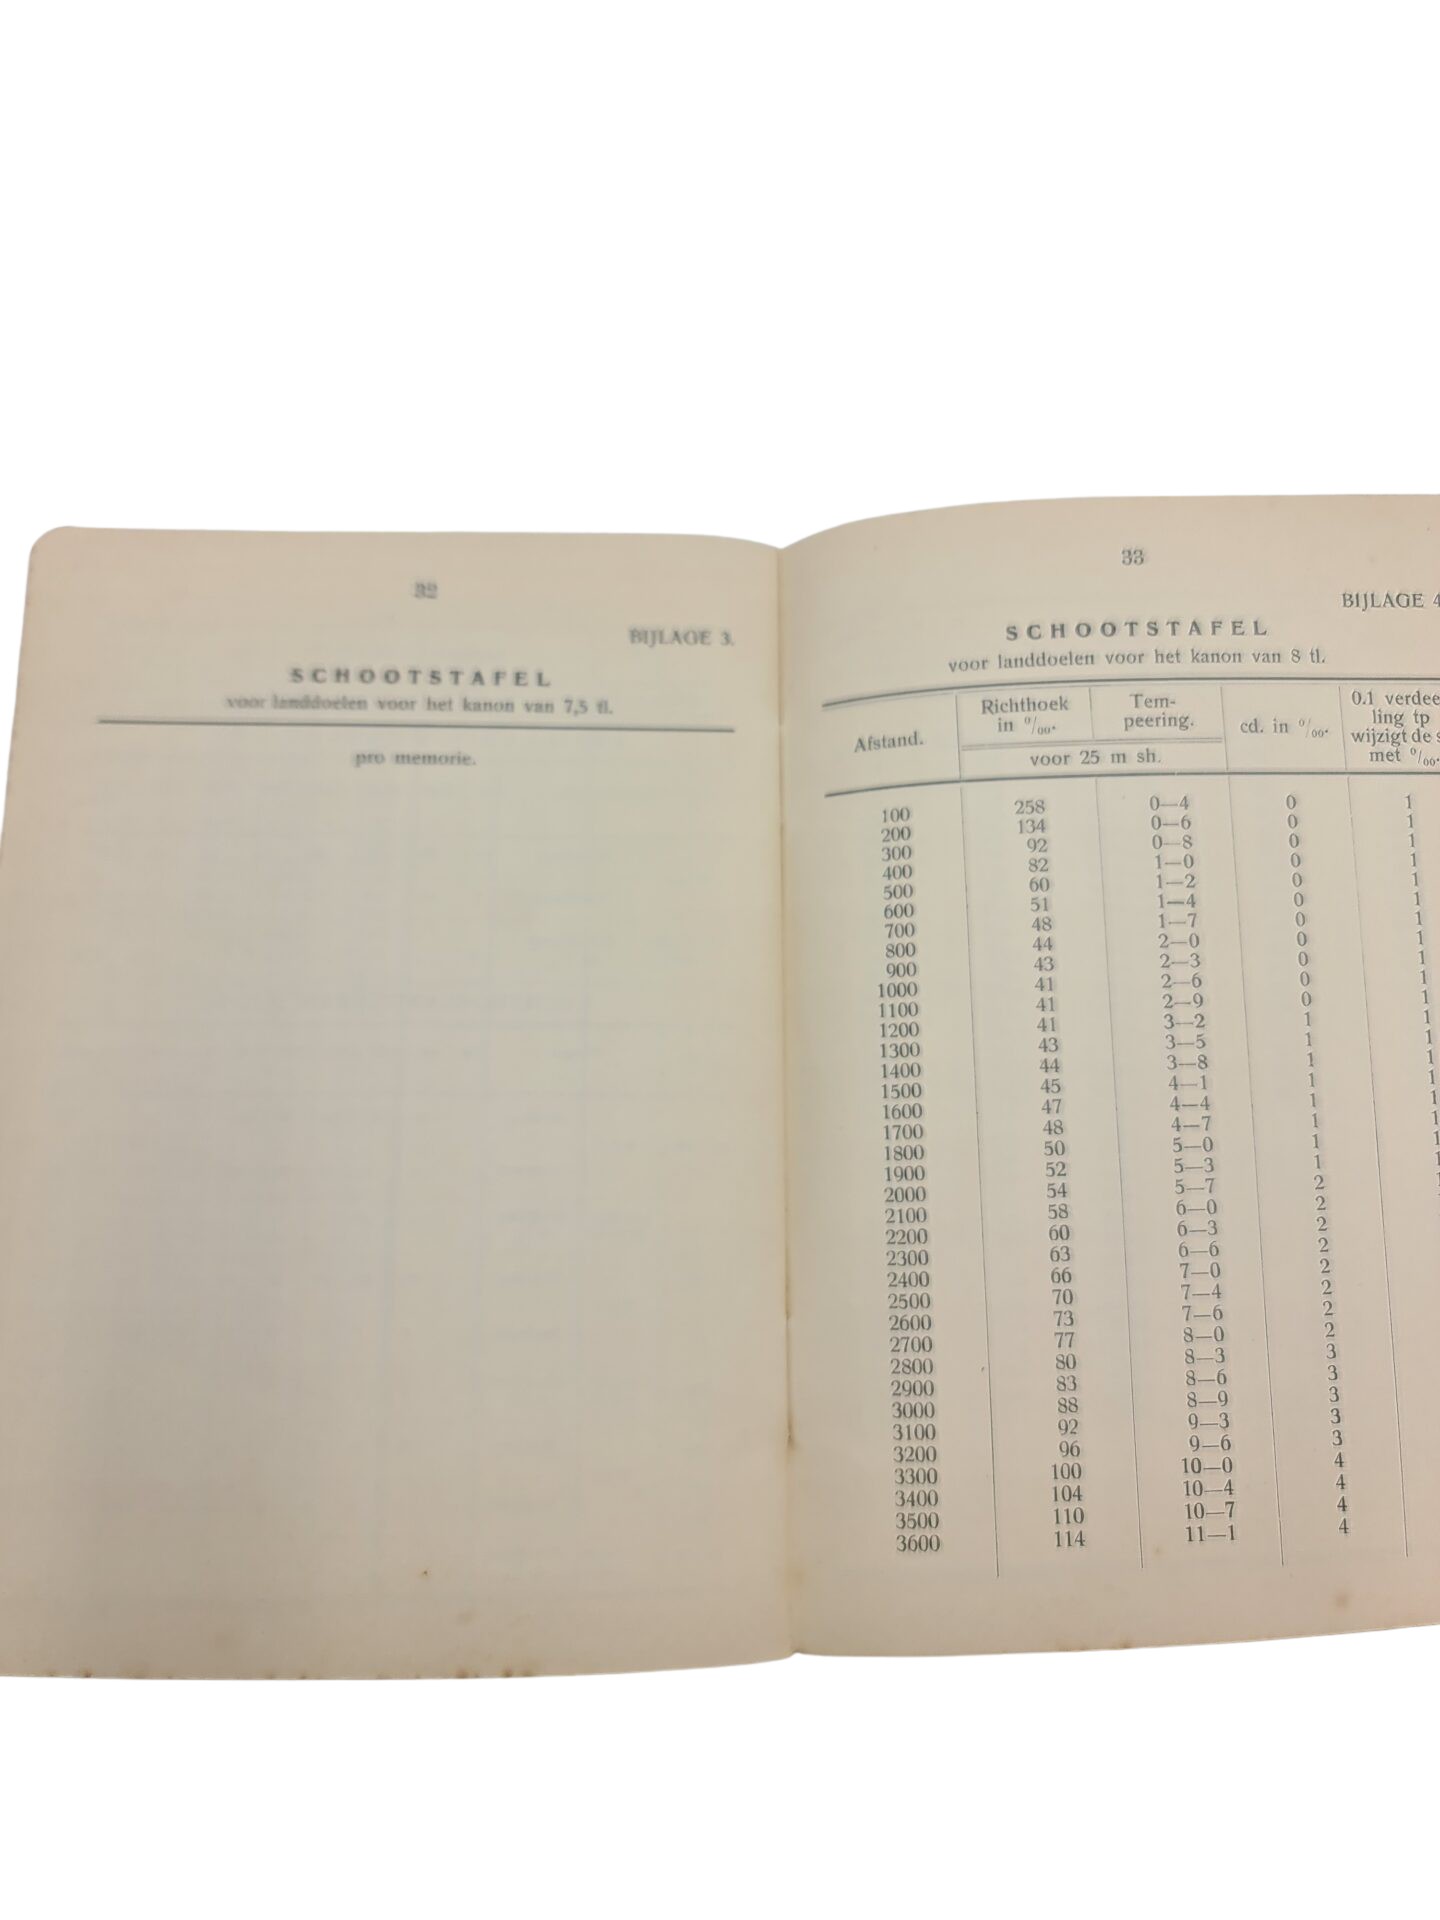 32
BIJLAGE 3.
SCHOOTSTAFEL
voor landdoelen voor het kanon van 7,5 tl.
pro memorie.
33
BIJLAGE 4
SCHOOTSTAFEL
voor landdoelen voor het kanon van 8 tl.
Afstand. Richthoek in ⁰/₀₀. Tem- peering. cd. in ⁰/₀₀. 0.1 verdee ling tp wijzigt de s met ⁰/₀₀.
voor 25 m sh.
100 258 0—4 0 1
200 134 0—6 0 1
300 92 0—8 0 1
400 82 1—0 0 1
500 60 1—2 0 1
600 51 1—4 0 1
700 48 1—7 0 1
800 44 2—0 0 1
900 43 2—3 0 1
1000 41 2—6 0 1
1100 41 2—9 0 1
1200 41 3—2 1 1
1300 43 3—5 1 1
1400 44 3—8 1 1
1500 45 4—1 1 1
1600 47 4—4 1 1
1700 48 4—7 1 1
1800 50 5—0 1 1
1900 52 5—3 1 1
2000 54 5—7 2
2100 58 6—0 2
2200 60 6—3 2
2300 63 6—6 2
2400 66 7—0 2
2500 70 7—4 2
2600 73 7—6 2
2700 77 8—0 2
2800 80 8—3 3
2900 83 8—6 3
3000 88 8—9 3
3100 92 9—3 3
3200 96 9—6 3
3300 100 10—0 4
3400 104 10—4 4
3500 110 10—7 4
3600 114 11—1 4